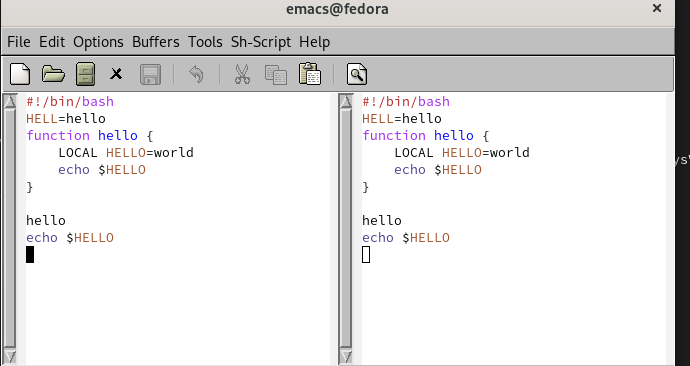 emacs@fedora ×
File Edit Options Buffers Tools Sh-Script Help
#!/bin/bash
HELL=hello
function hello {
    LOCAL HELLO=world
    echo $HELLO
}
hello
echo $HELLO
#!/bin/bash
HELL=hello
function hello {
    LOCAL HELLO=world
    echo $HELLO
}
hello
echo $HELLO